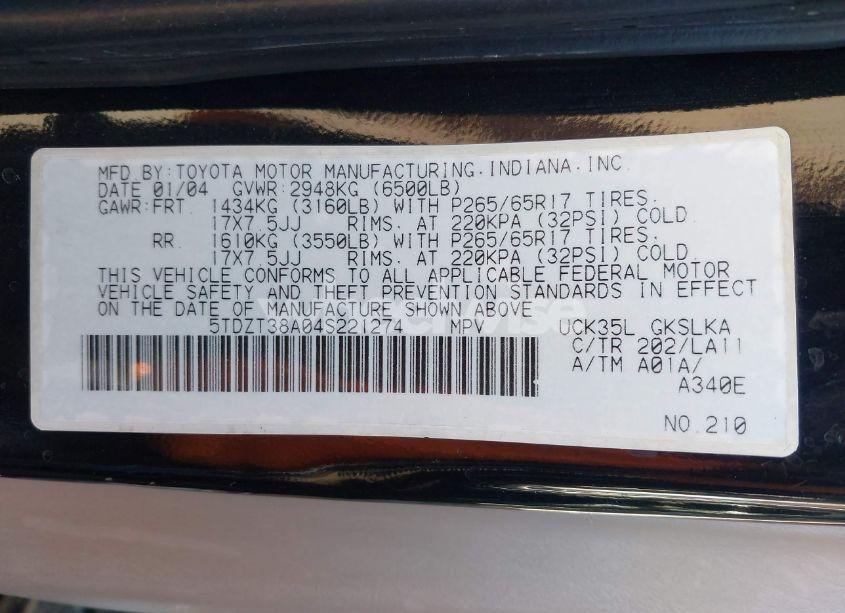 MFD.BY:TOYOTA MOTOR MANUFACTURING.INDIANA.INC.
DATE 01/04 GVWR:2948KG (6500LB)
GAWR:FRT. 1434KG (3160LB) WITH P265/65R17 TIRES.
17X7.5JJ RIMS. AT 220KPA (32PSI) COLD.
RR. 1610KG (3550LB) WITH P265/65R17 TIRES.
17X7.5JJ RIMS. AT 220KPA (32PSI) COLD.
THIS VEHICLE CONFORMS TO ALL APPLICABLE FEDERAL MOTOR
VEHICLE SAFETY AND THEFT PREVENTION STANDARDS IN EFFECT
ON THE DATE OF MANUFACTURE SHOWN ABOVE
5TDZT38A04S221274 MPV UCK35L GKSLKA
C/TR 202/LA11
A/TM A01A/
A340E
NO.210